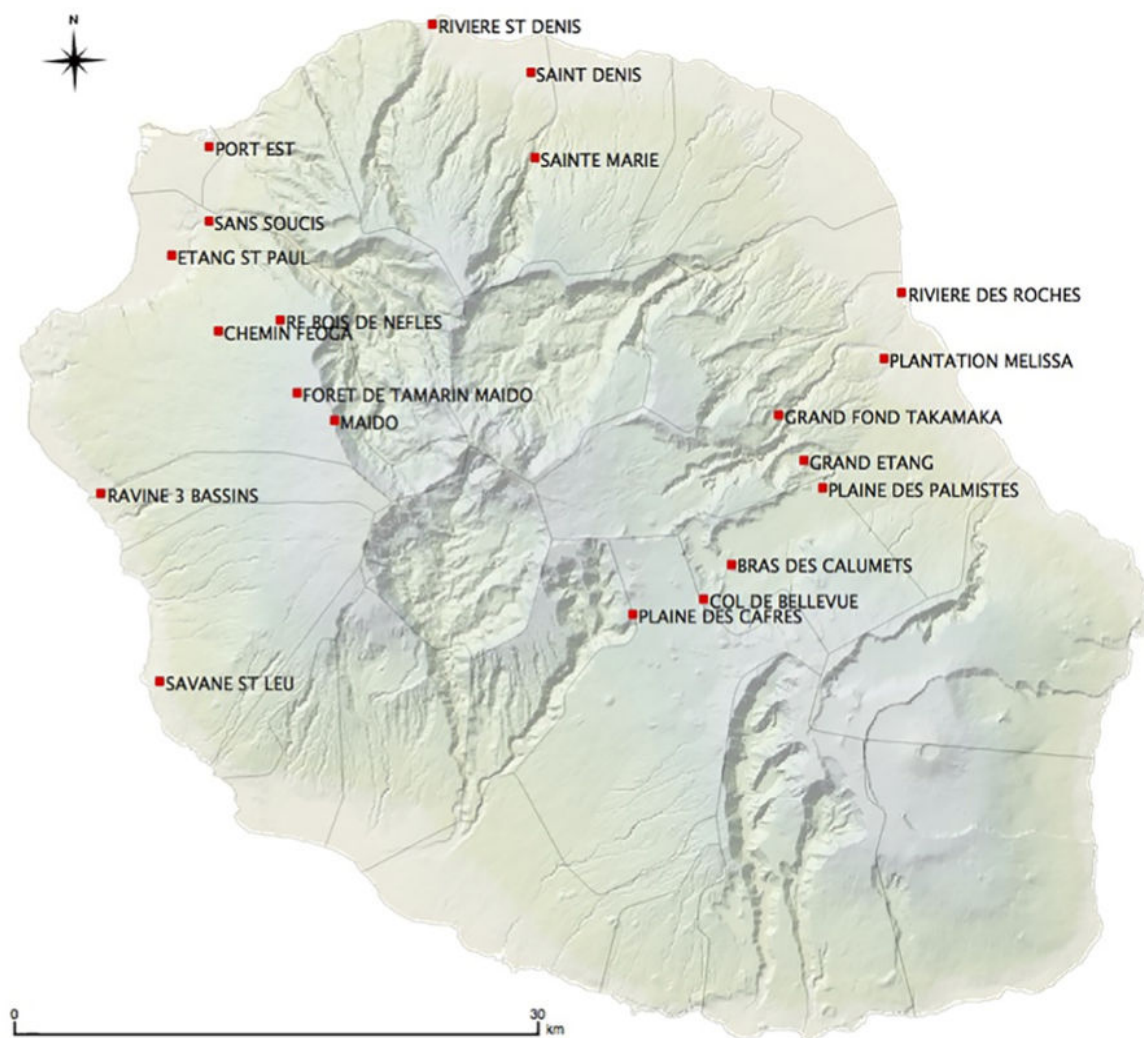 N
RIVIERE ST DENIS
SAINT DENIS
PORT EST
SAINTE MARIE
SANS SOUCIS
ETANG ST PAUL
RIVIERE DES ROCHES
RF BOIS DE NEFLES
CHEMIN FEOGA
PLANTATION MELISSA
FORET DE TAMARIN MAIDO
MAIDO
GRAND FOND TAKAMAKA
GRAND ETANG
PLAINE DES PALMISTES
RAVINE 3 BASSINS
BRAS DES CALUMETS
COL DE BELLEVUE
PLAINE DES CAFRES
SAVANE ST LEU
0 30 km